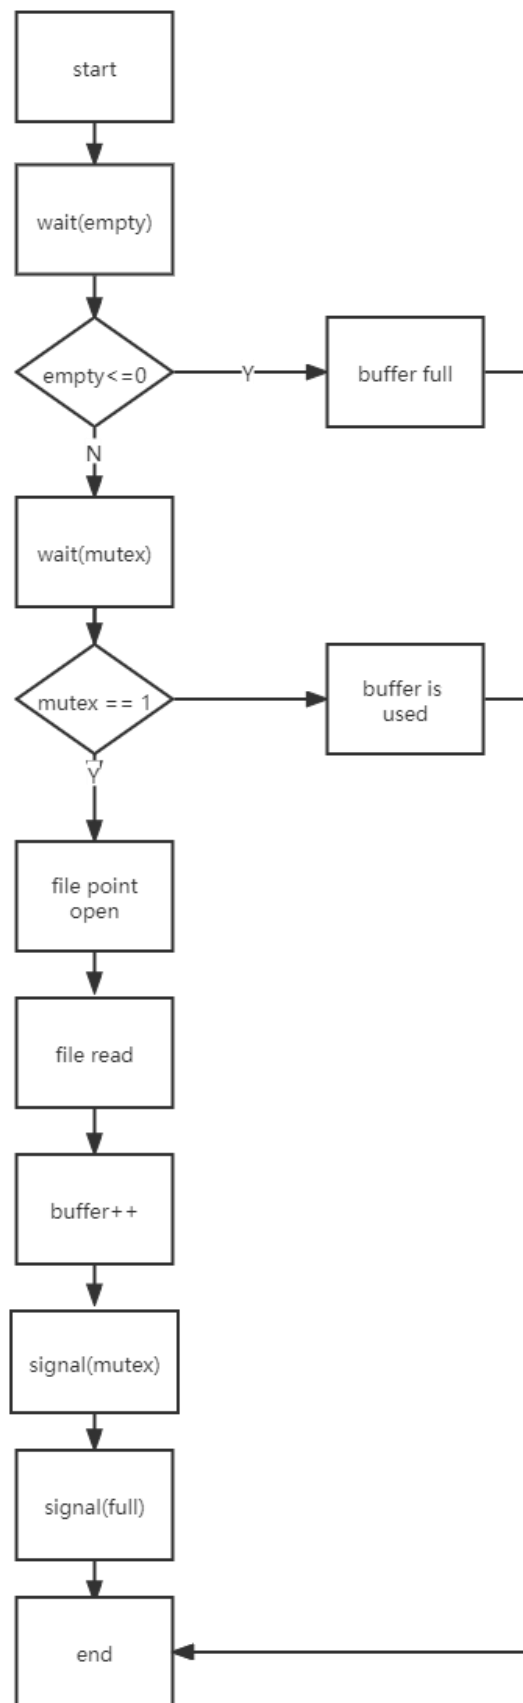 start
wait(empty)
empty<=0
Y
buffer full
N
wait(mutex)
mutex == 1
buffer is
used
Y
file point
open
file read
buffer++
signal(mutex)
signal(full)
end